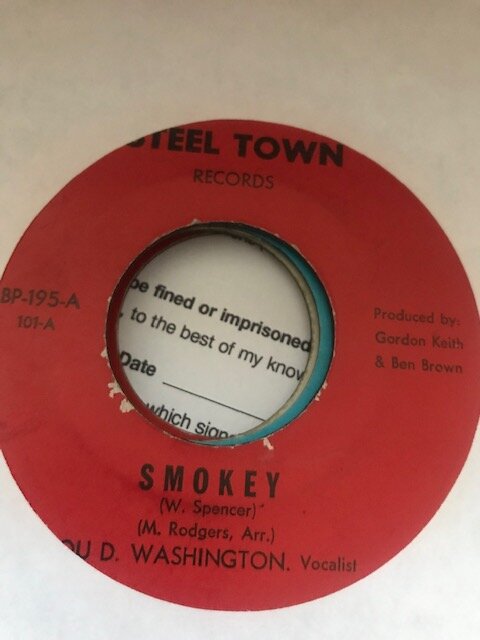 STEEL TOWN
RECORDS
BP-195-A
101-A
Produced by:
Gordon Keith
& Ben Brown
be fined or imprisoned
to the best of my know
Date
which sign
SMOKEY
(W. Spencer)
(M. Rodgers, Arr.)
OU D. WASHINGTON. Vocalist